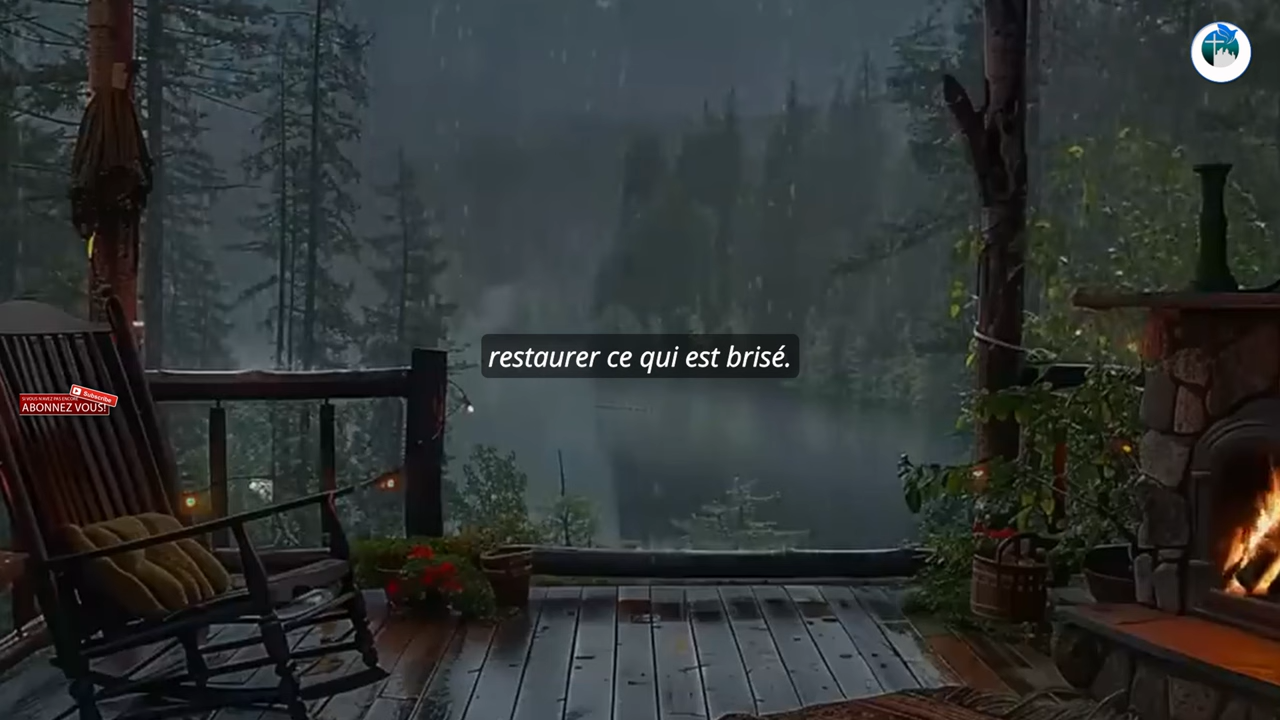 restaurer ce qui est brisé.
Subscribe
SI VOUS N'AVEZ PAS ENCORE
ABONNEZ VOUS!